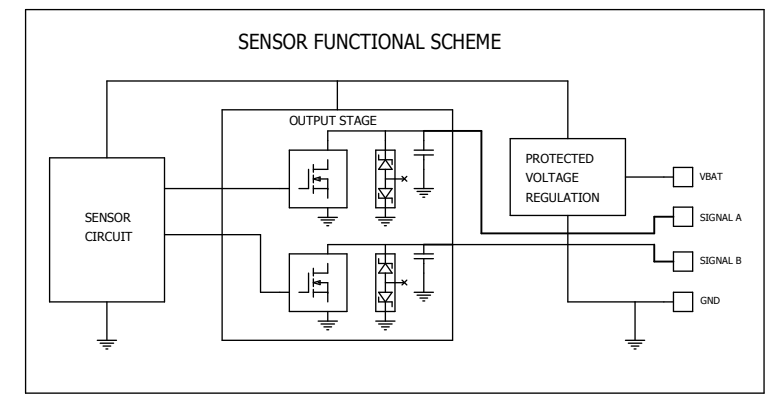 SENSOR FUNCTIONAL SCHEME
OUTPUT STAGE
PROTECTED
VOLTAGE
REGULATION
VBAT
SENSOR
CIRCUIT
SIGNAL A
SIGNAL B
GND